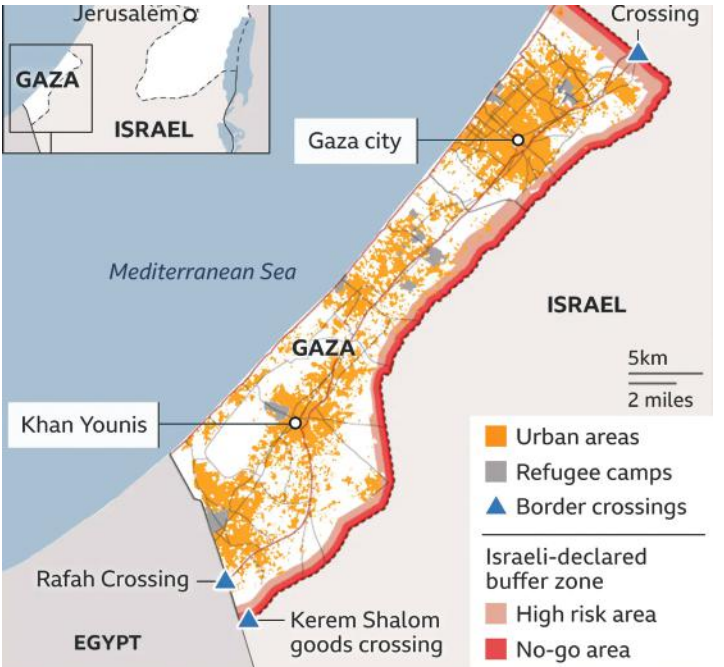 Jerusalem
Crossing
GAZA
ISRAEL
Gaza city
Mediterranean Sea
ISRAEL
GAZA
5km
2 miles
Khan Younis
Urban areas
Refugee camps
Border crossings
Israeli-declared
buffer zone
High risk area
No-go area
Rafah Crossing
Kerem Shalom
goods crossing
EGYPT